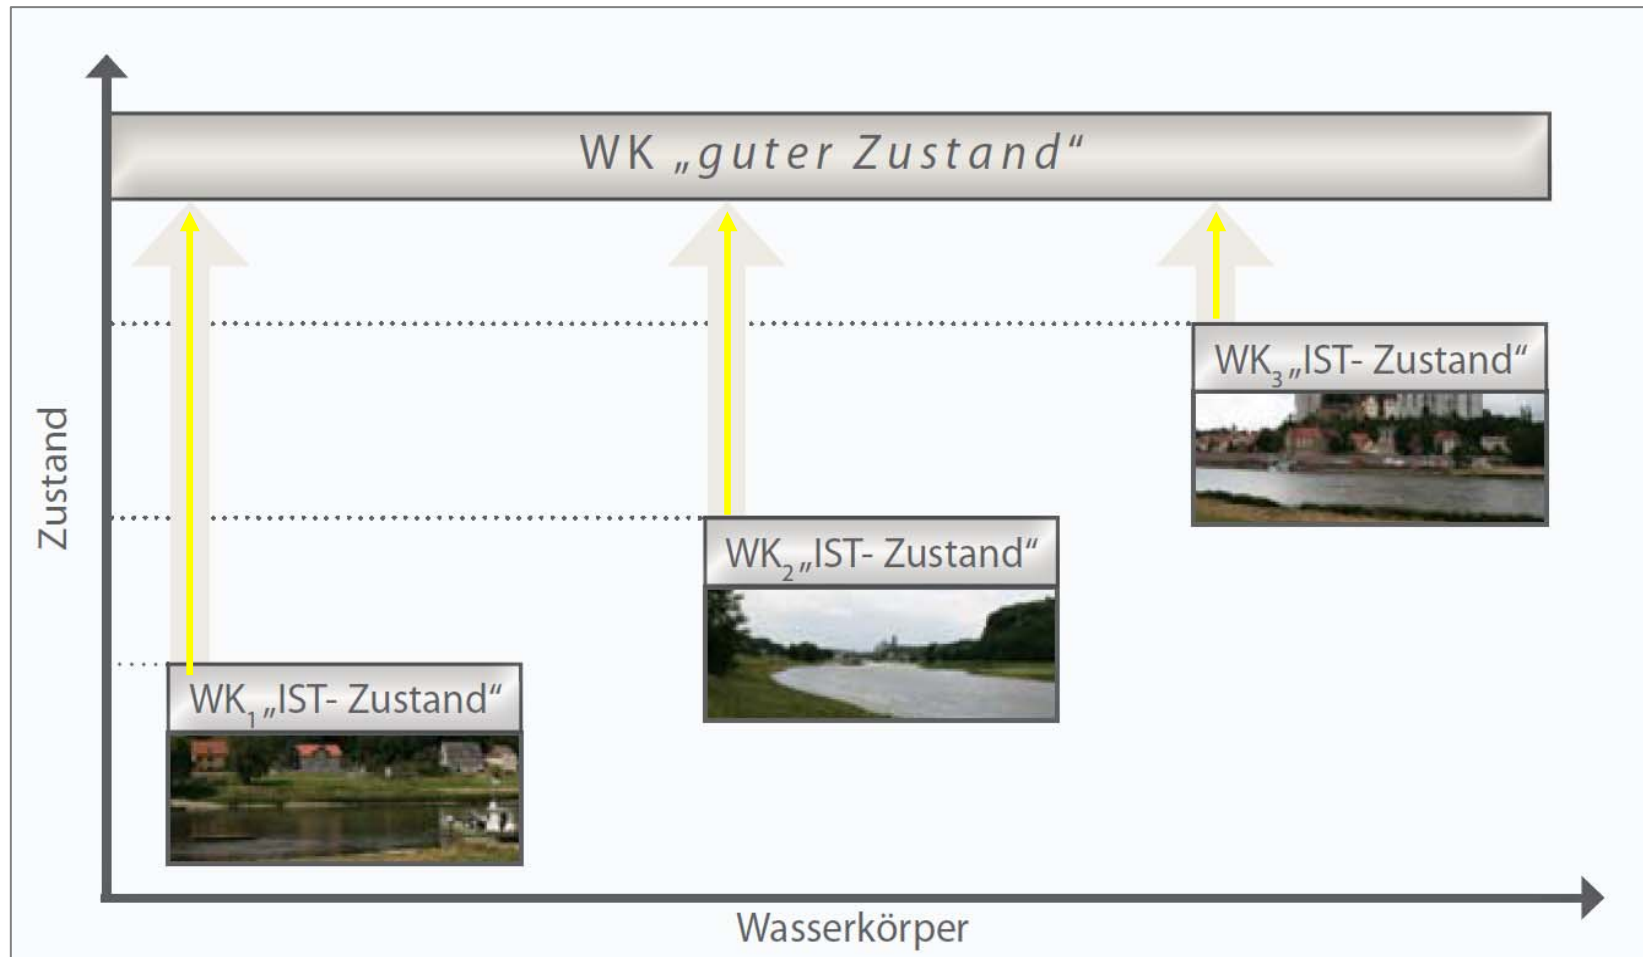 WK „guter Zustand“
WK3 „IST- Zustand“
WK2 „IST- Zustand“
WK1 „IST- Zustand“
Zustand
Wasserkörper